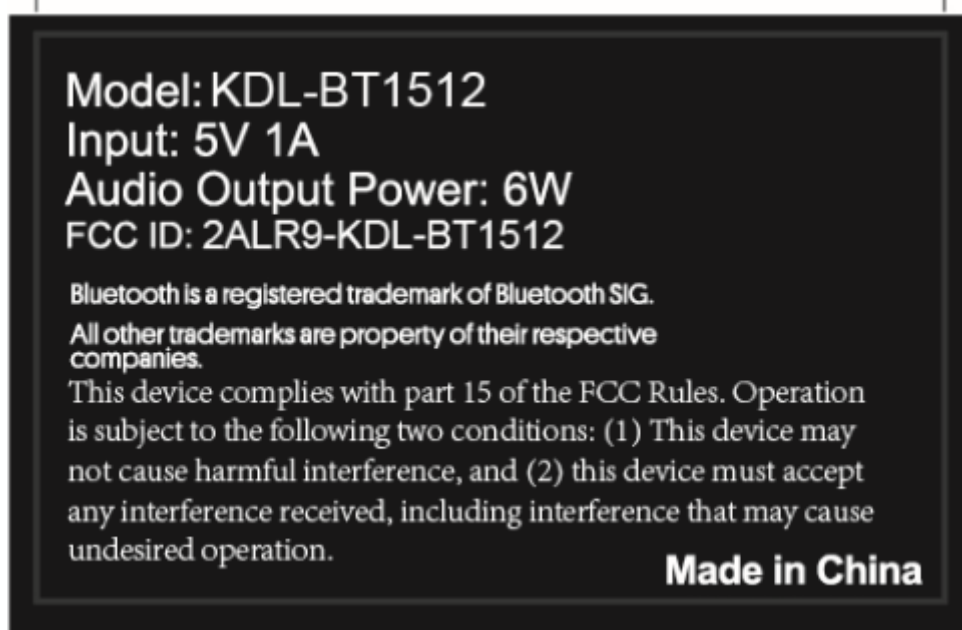 Model: KDL-BT1512
Input: 5V 1A
Audio Output Power: 6W
FCC ID: 2ALR9-KDL-BT1512
Bluetooth is a registered trademark of Bluetooth SIG.
All other trademarks are property of their respective
companies.
This device complies with part 15 of the FCC Rules. Operation
is subject to the following two conditions: (1) This device may
not cause harmful interference, and (2) this device must accept
any interference received, including interference that may cause
undesired operation.
Made in China